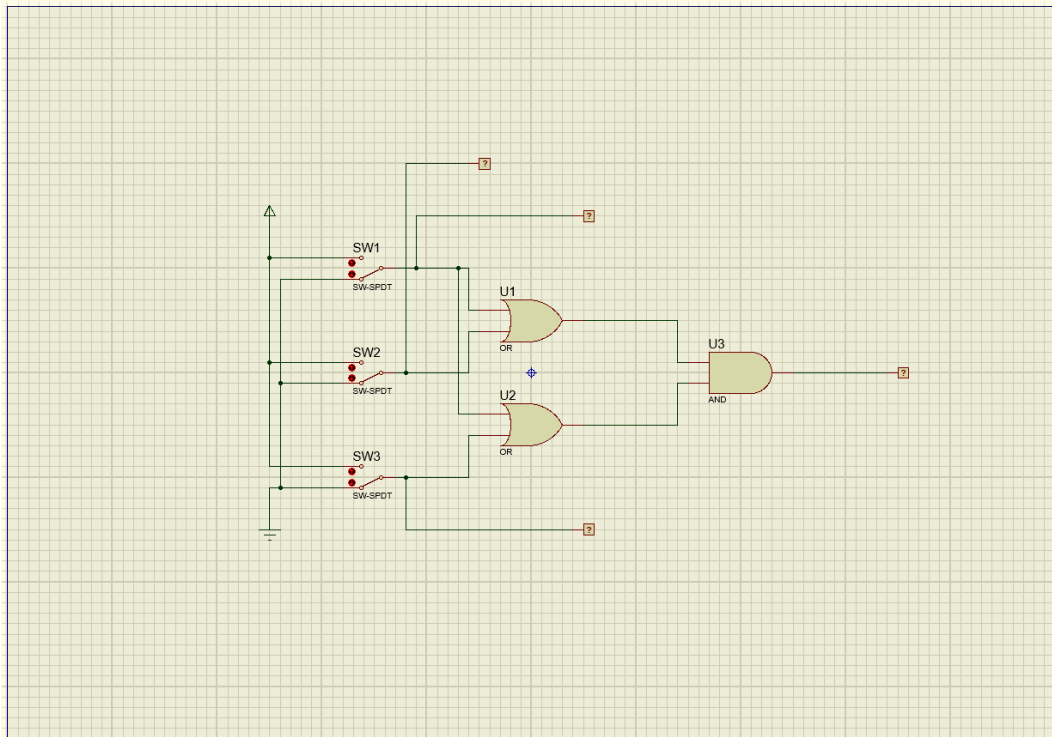 ?
?
SW1
SW-SPDT
U1
OR
SW2
SW-SPDT
U3
AND
?
U2
OR
SW3
SW-SPDT
?